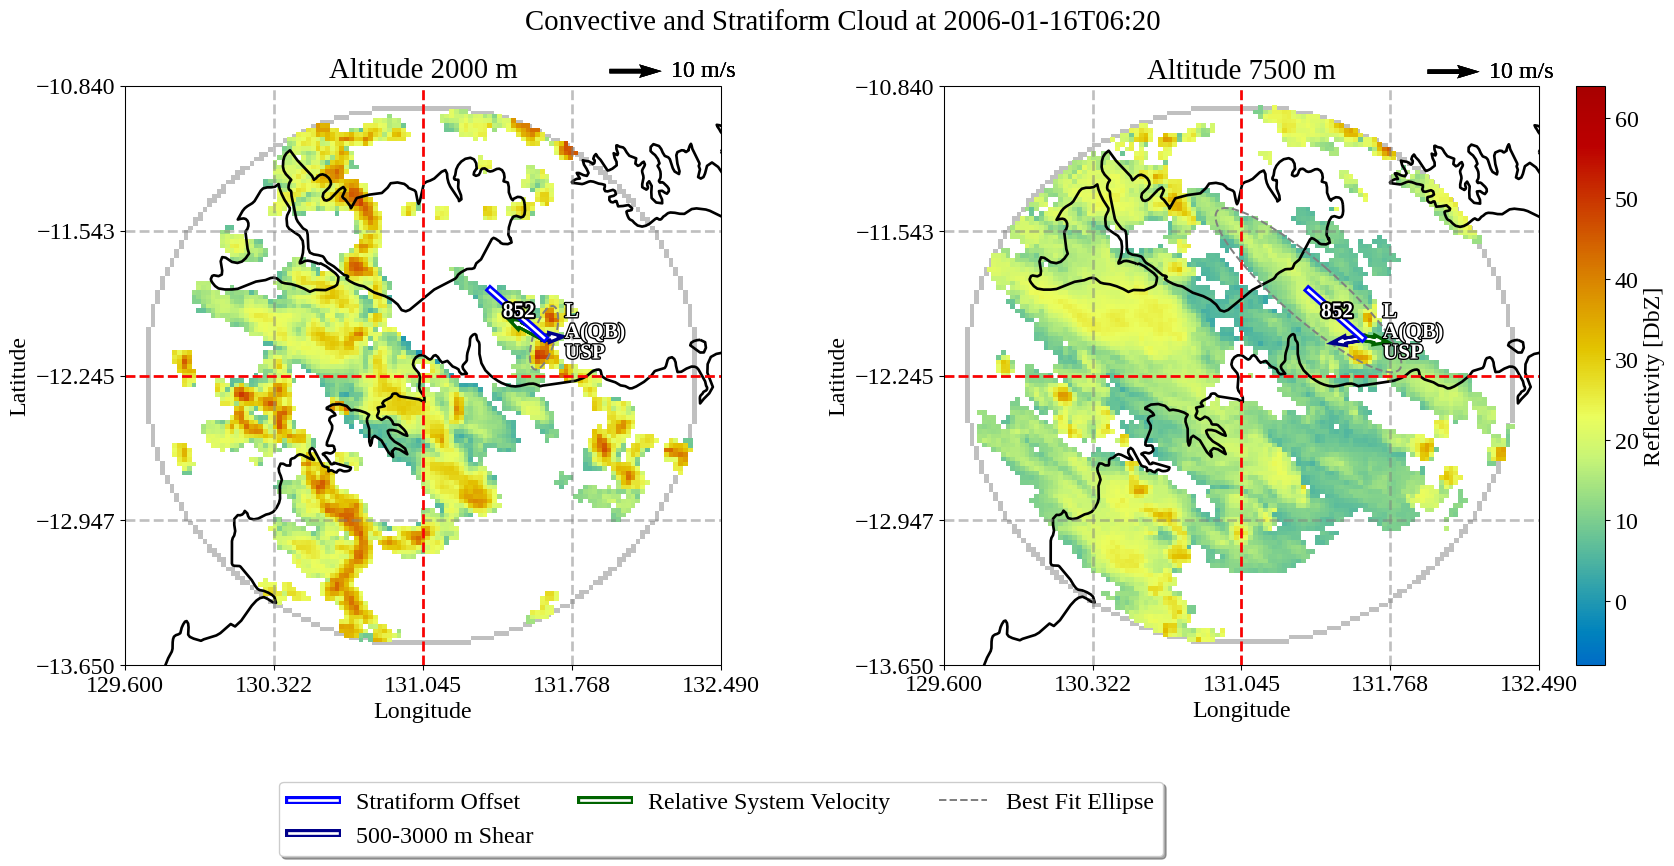 Convective and Stratiform Cloud at 2006-01-16T06:20
Altitude 2000 m
10 m/s
−10.840
−11.543
−12.245
−12.947
−13.650
129.600 130.322 131.045 131.768 132.490
Longitude
Latitude
852
L
A(QB)
USP
Altitude 7500 m
10 m/s
−10.840
−11.543
−12.245
−12.947
−13.650
129.600 130.322 131.045 131.768 132.490
Longitude
Latitude
852
L
A(QB)
USP
60
50
40
30
20
10
0
Reflectivity [DbZ]
Stratiform Offset
500-3000 m Shear
Relative System Velocity
Best Fit Ellipse